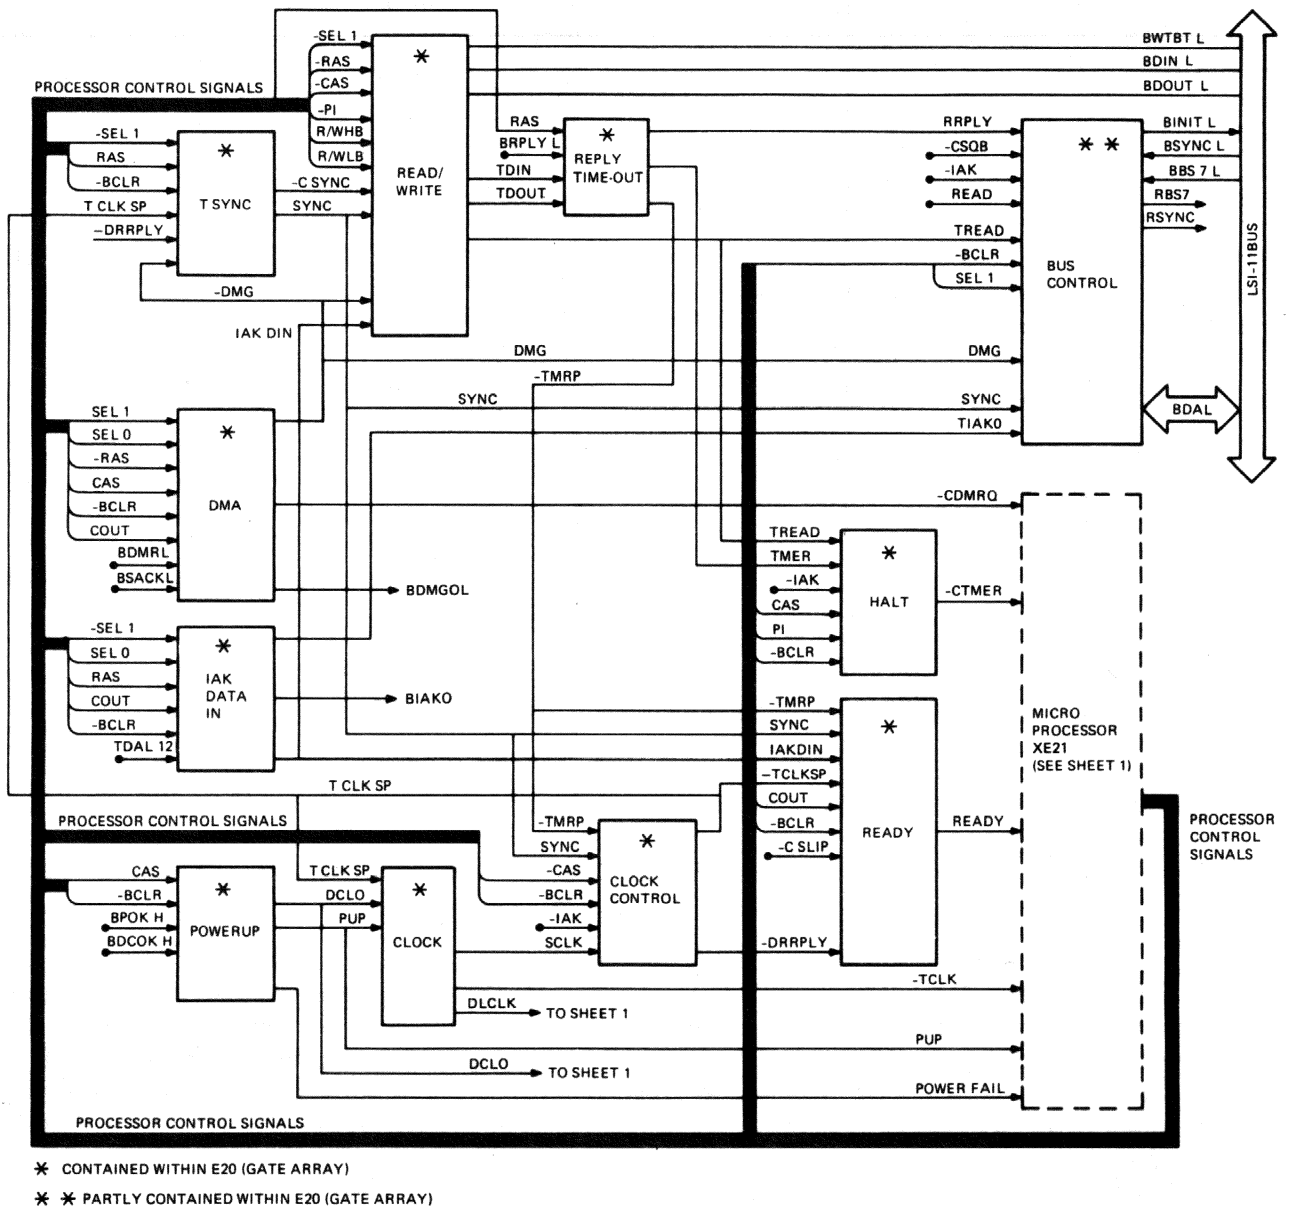 PROCESSOR CONTROL SIGNALS
-SEL 1
-RAS
-CAS
-PI
R/WHB
R/WLB
*
READ/
WRITE
-SEL 1
RAS
-BCLR
T CLK SP
-DRRPLY
*
T SYNC
-C SYNC
SYNC
-DMG
IAK DIN
RAS
BRPLY L
TDIN
TDOUT
*
REPLY
TIME-OUT
BWTBT L
BDIN L
BDOUT L
RRPLY
-CSQB
-IAK
READ
TREAD
-BCLR
SEL 1
DMG
DMG
SYNC
SYNC
TIAKO
* *
BUS
CONTROL
BINIT L
BSYNC L
BBS 7 L
RBS7
RSYNC
BDAL
LSI-11BUS
-TMRP
SEL 1
SEL 0
-RAS
CAS
-BCLR
COUT
BDMRL
BSACKL
*
DMA
BDMGOL
-CDMRQ
TREAD
TMER
-IAK
CAS
PI
-BCLR
*
HALT
-CTMER
-SEL 1
SEL 0
RAS
COUT
-BCLR
TDAL 12
*
IAK
DATA
IN
BIAKO
-TMRP
SYNC
IAKDIN
-TCLKSP
COUT
-BCLR
-C SLIP
-DRRPLY
*
READY
READY
MICRO
PROCESSOR
XE21
(SEE SHEET 1)
PROCESSOR
CONTROL
SIGNALS
T CLK SP
PROCESSOR CONTROL SIGNALS
-TMRP
SYNC
-CAS
-BCLR
-IAK
SCLK
*
CLOCK
CONTROL
CAS
-BCLR
BPOK H
BDCOK H
*
POWERUP
T CLK SP
DCLO
PUP
*
CLOCK
-TCLK
DLCLK
TO SHEET 1
PUP
DCLO
TO SHEET 1
POWER FAIL
PROCESSOR CONTROL SIGNALS
* CONTAINED WITHIN E20 (GATE ARRAY)
* * PARTLY CONTAINED WITHIN E20 (GATE ARRAY)